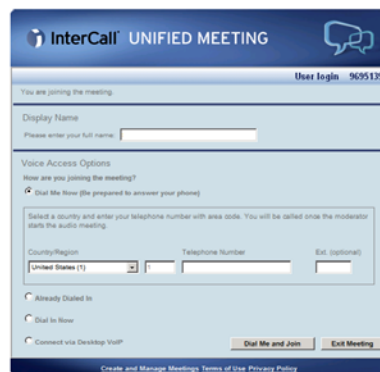 InterCall UNIFIED MEETING
User login 9695139
You are joining the meeting.
Display Name
Please enter your full name:
Voice Access Options
How are you joining the meeting?
Dial Me Now (Be prepared to answer your phone)
Select a country and enter your telephone number with area code. You will be called once the moderator
starts the audio meeting.
Country/Region Telephone Number Ext. (optional)
United States (1) 1
Already Dialed In
Dial In Now
Connect via Desktop VoIP Dial Me and Join Exit Meeting
Create and Manage Meetings Terms of Use Privacy Policy